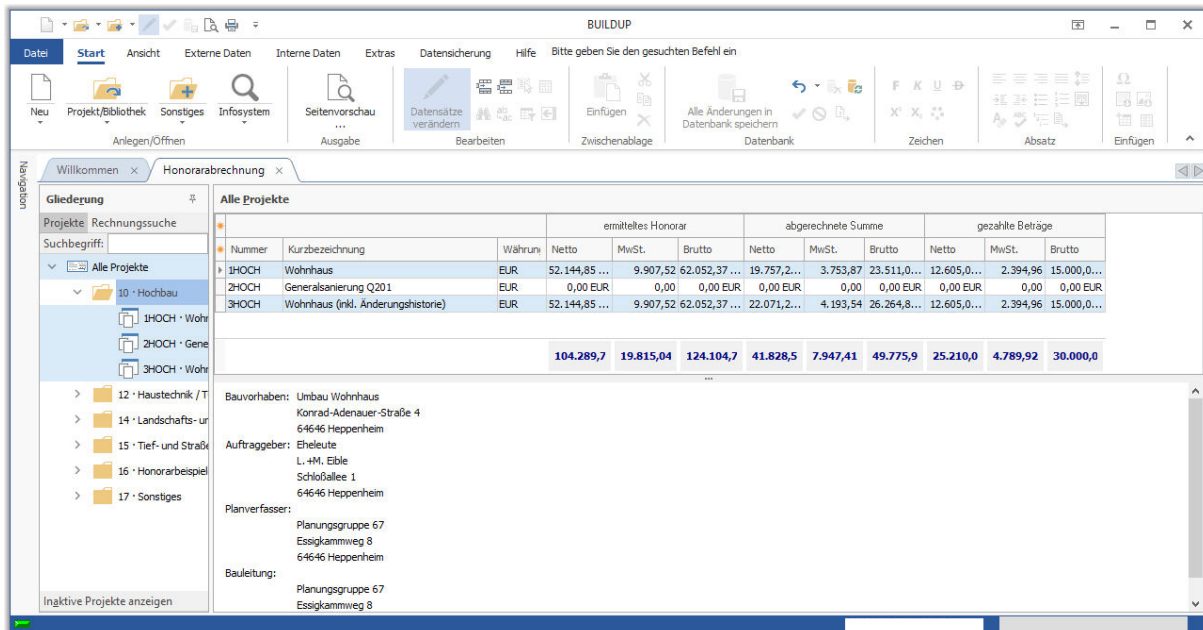 BUILDUP
Datei Start Ansicht Externe Daten Interne Daten Extras Datensicherung Hilfe Bitte geben Sie den gesuchten Befehl ein
Neu Projekt/Bibliothek Sonstiges Infosystem Seitenvorschau ... Datensätze verändern Einfügen Alle Änderungen in Datenbank speichern F K U D X² X₂
Anlegen/Öffnen Ausgabe Bearbeiten Zwischenablage Datenbank Zeichen Absatz Einfügen
Navigation
Willkommen × Honorarabrechnung ×
Gliederung
Projekte Rechnungssuche
Suchbegriff:
Alle Projekte
10 · Hochbau
1HOCH · Wohr
2HOCH · Gene
3HOCH · Wohr
12 · Haustechnik / T
14 · Landschafts- ur
15 · Tief- und Straße
16 · Honorarbeispiel
17 · Sonstiges
Inaktive Projekte anzeigen
Alle Projekte
ermitteltes Honorar abgerechnete Summe gezahlte Beträge
Nummer Kurzbezeichnung Währun Netto MwSt. Brutto Netto MwSt. Brutto Netto MwSt. Brutto
1HOCH Wohnhaus EUR 52.144,85 ... 9.907,52 62.052,37 ... 19.757,2... 3.753,87 23.511,0... 12.605,0... 2.394,96 15.000,0...
2HOCH Generalsanierung Q201 EUR 0,00 EUR 0,00 0,00 EUR 0,00 EUR 0,00 0,00 EUR 0,00 EUR 0,00 0,00 EUR
3HOCH Wohnhaus (inkl. Änderungshistorie) EUR 52.144,85 ... 9.907,52 62.052,37 ... 22.071,2... 4.193,54 26.264,8... 12.605,0... 2.394,96 15.000,0...
104.289,7 19.815,04 124.104,7 41.828,5 7.947,41 49.775,9 25.210,0 4.789,92 30.000,0
Bauvorhaben: Umbau Wohnhaus
Konrad-Adenauer-Straße 4
64646 Heppenheim
Auftraggeber: Eheleute
L. +M. Eible
Schloßallee 1
64646 Heppenheim
Planverfasser:
Planungsgruppe 67
Essigkammweg 8
64646 Heppenheim
Bauleitung:
Planungsgruppe 67
Essigkammweg 8